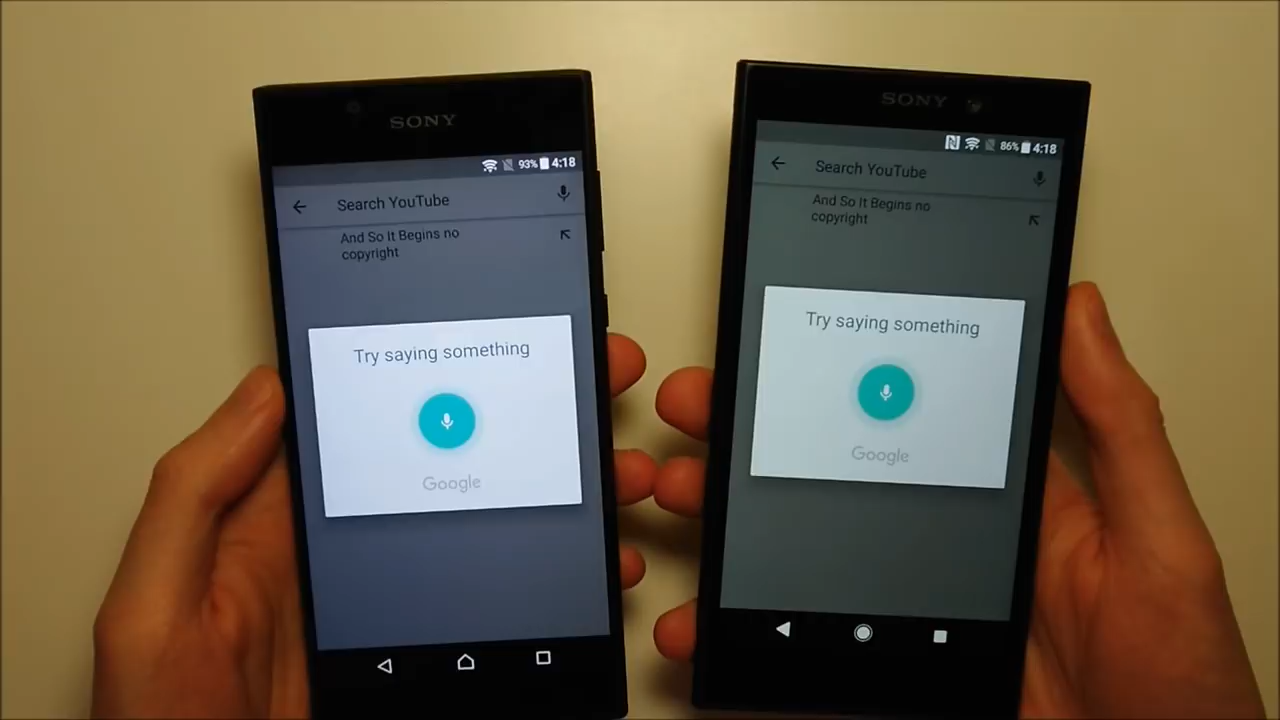 SONY
93% 4:18
Search YouTube
And So It Begins no
copyright
Try saying something
Google
SONY
86% 4:18
Search YouTube
And So It Begins no
copyright
Try saying something
Google